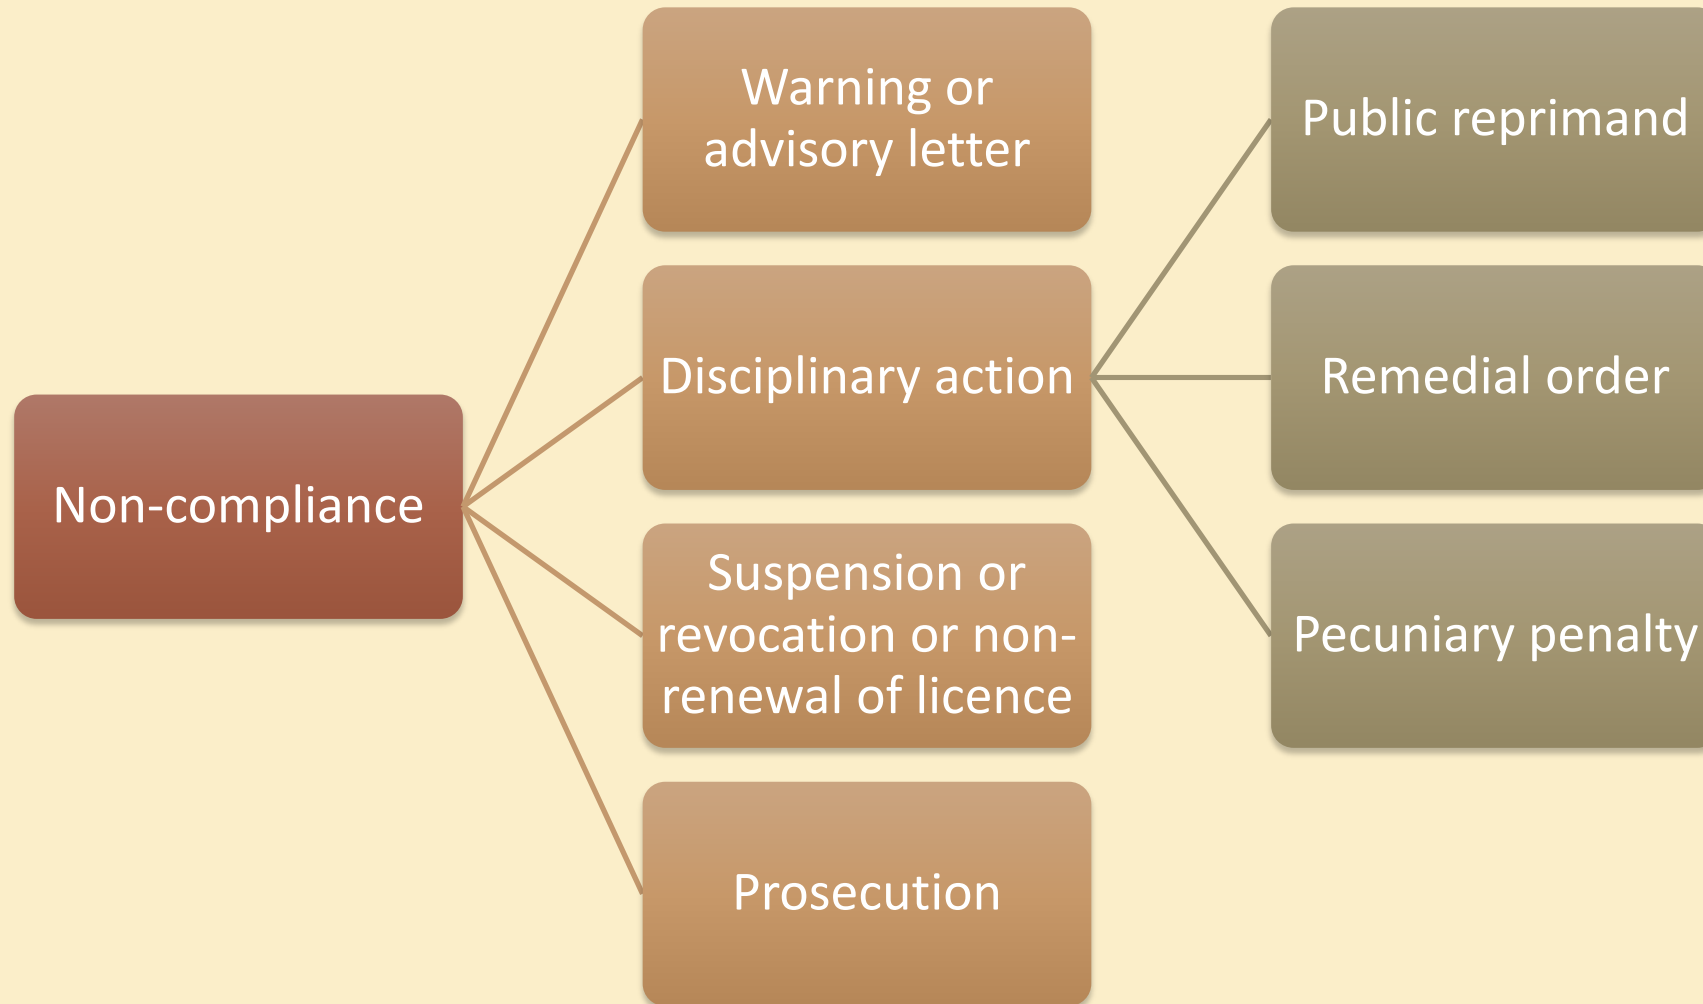 Non-compliance
Warning or
advisory letter
Disciplinary action
Suspension or
revocation or non-
renewal of licence
Prosecution
Public reprimand
Remedial order
Pecuniary penalty